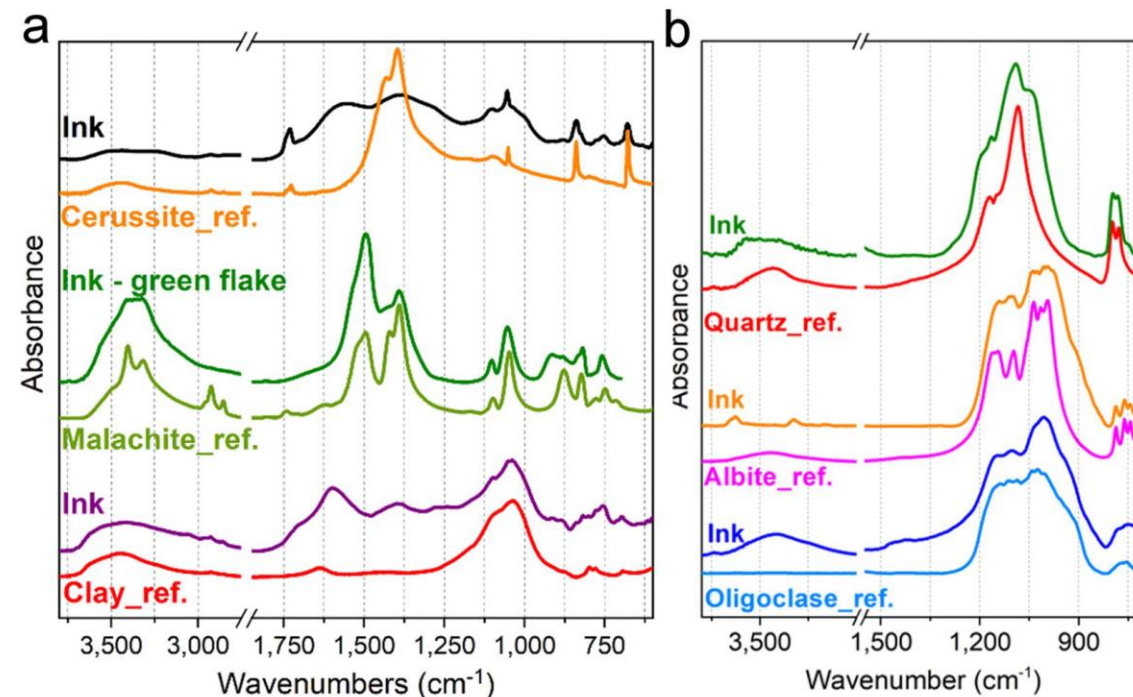 a
//
Ink
Cerussite_ref.
Ink - green flake
Malachite_ref.
Ink
Clay_ref.
Absorbance
//
3,500 3,000 1,750 1,500 1,250 1,000 750
Wavenumbers (cm-1)
b
//
Ink
Quartz_ref.
Ink
Albite_ref.
Ink
Oligoclase_ref.
Absorbance
//
3,500 1,500 1,200 900
Wavenumber (cm-1)